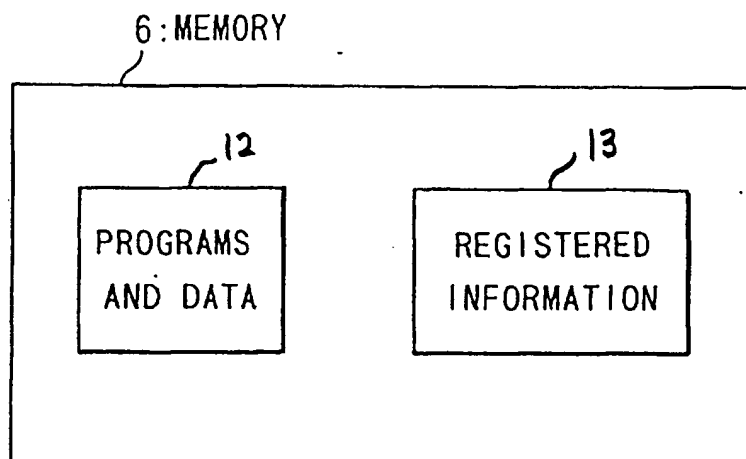 6:MEMORY
12
13
PROGRAMS
AND DATA
REGISTERED
INFORMATION